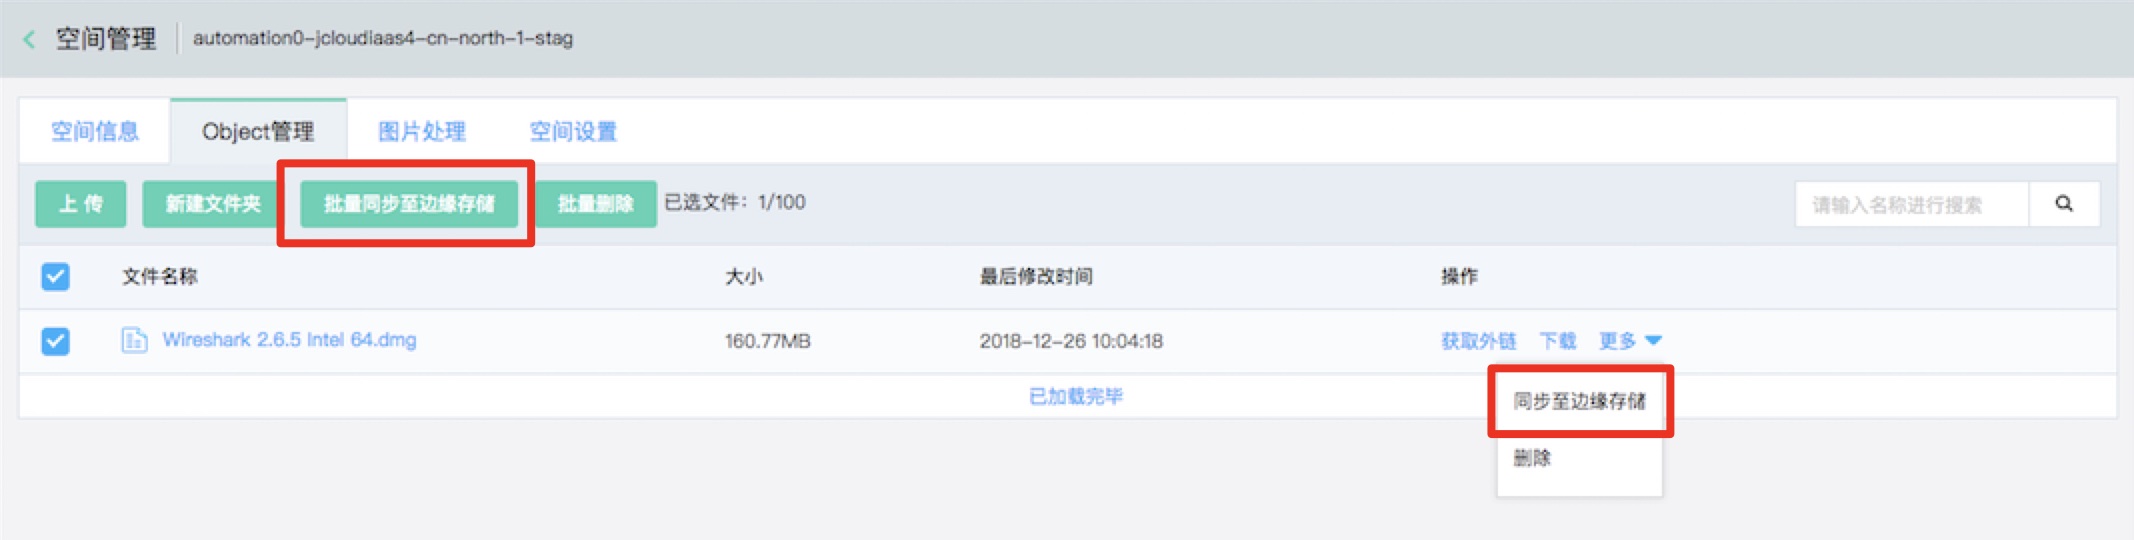 空间管理 automation0-jcloudiaas4-cn-north-1-stag
空间信息 Object管理 图片处理 空间设置
上 传 新建文件夹 批量同步至边缘存储 批量删除 已选文件：1/100 请输入名称进行搜索
文件名称 大小 最后修改时间 操作
Wireshark 2.6.5 Intel 64.dmg 160.77MB 2018-12-26 10:04:18 获取外链 下载 更多
已加载完毕
同步至边缘存储
删除